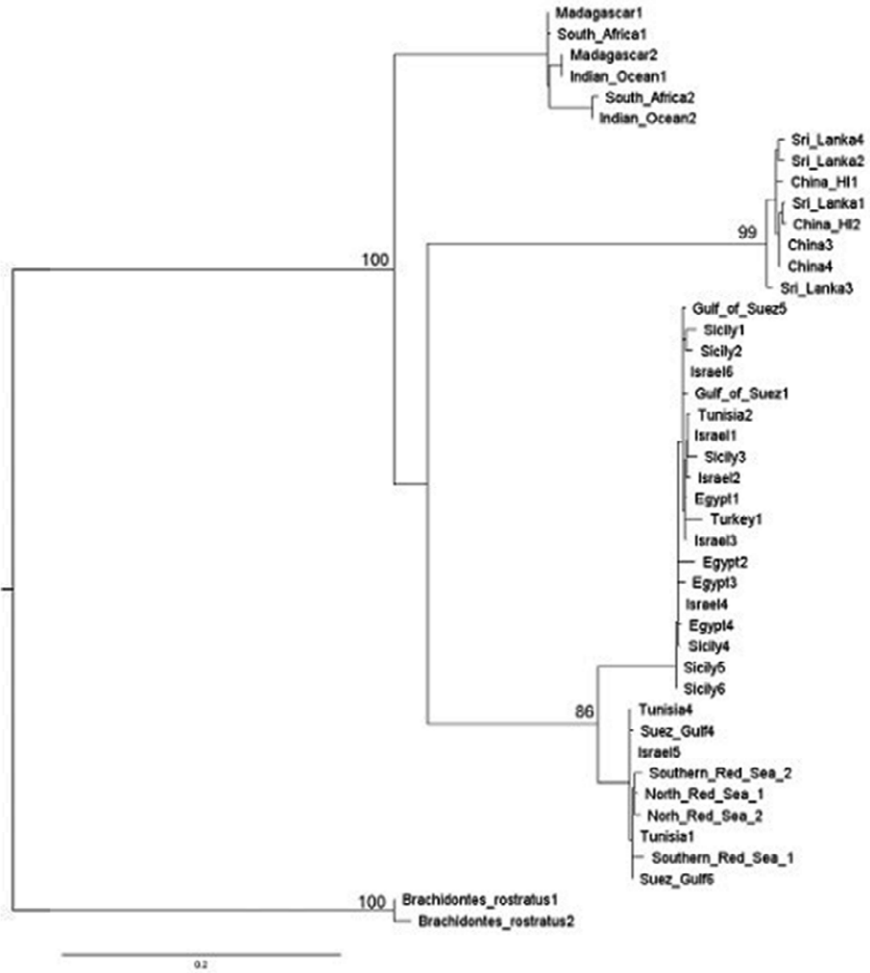 Madagascar1
South_Africa1
Madagascar2
Indian_Ocean1
South_Africa2
Indian_Ocean2
Sri_Lanka4
Sri_Lanka2
China_HI1
99
Sri_Lanka1
China_HI2
China3
100
China4
Sri_Lanka3
Gulf_of_Suez5
Sicily1
Sicily2
Israel6
Gulf_of_Suez1
Tunisia2
Israel1
Sicily3
Israel2
Egypt1
Turkey1
Israel3
Egypt2
Egypt3
Israel4
Egypt4
Sicily4
Sicily5
Sicily6
86
Tunisia4
Suez_Gulf4
Israel5
Southern_Red_Sea_2
North_Red_Sea_1
Norh_Red_Sea_2
Tunisia1
Southern_Red_Sea_1
Suez_Gulf6
100
Brachidontes_rostratus1
Brachidontes_rostratus2
0.2